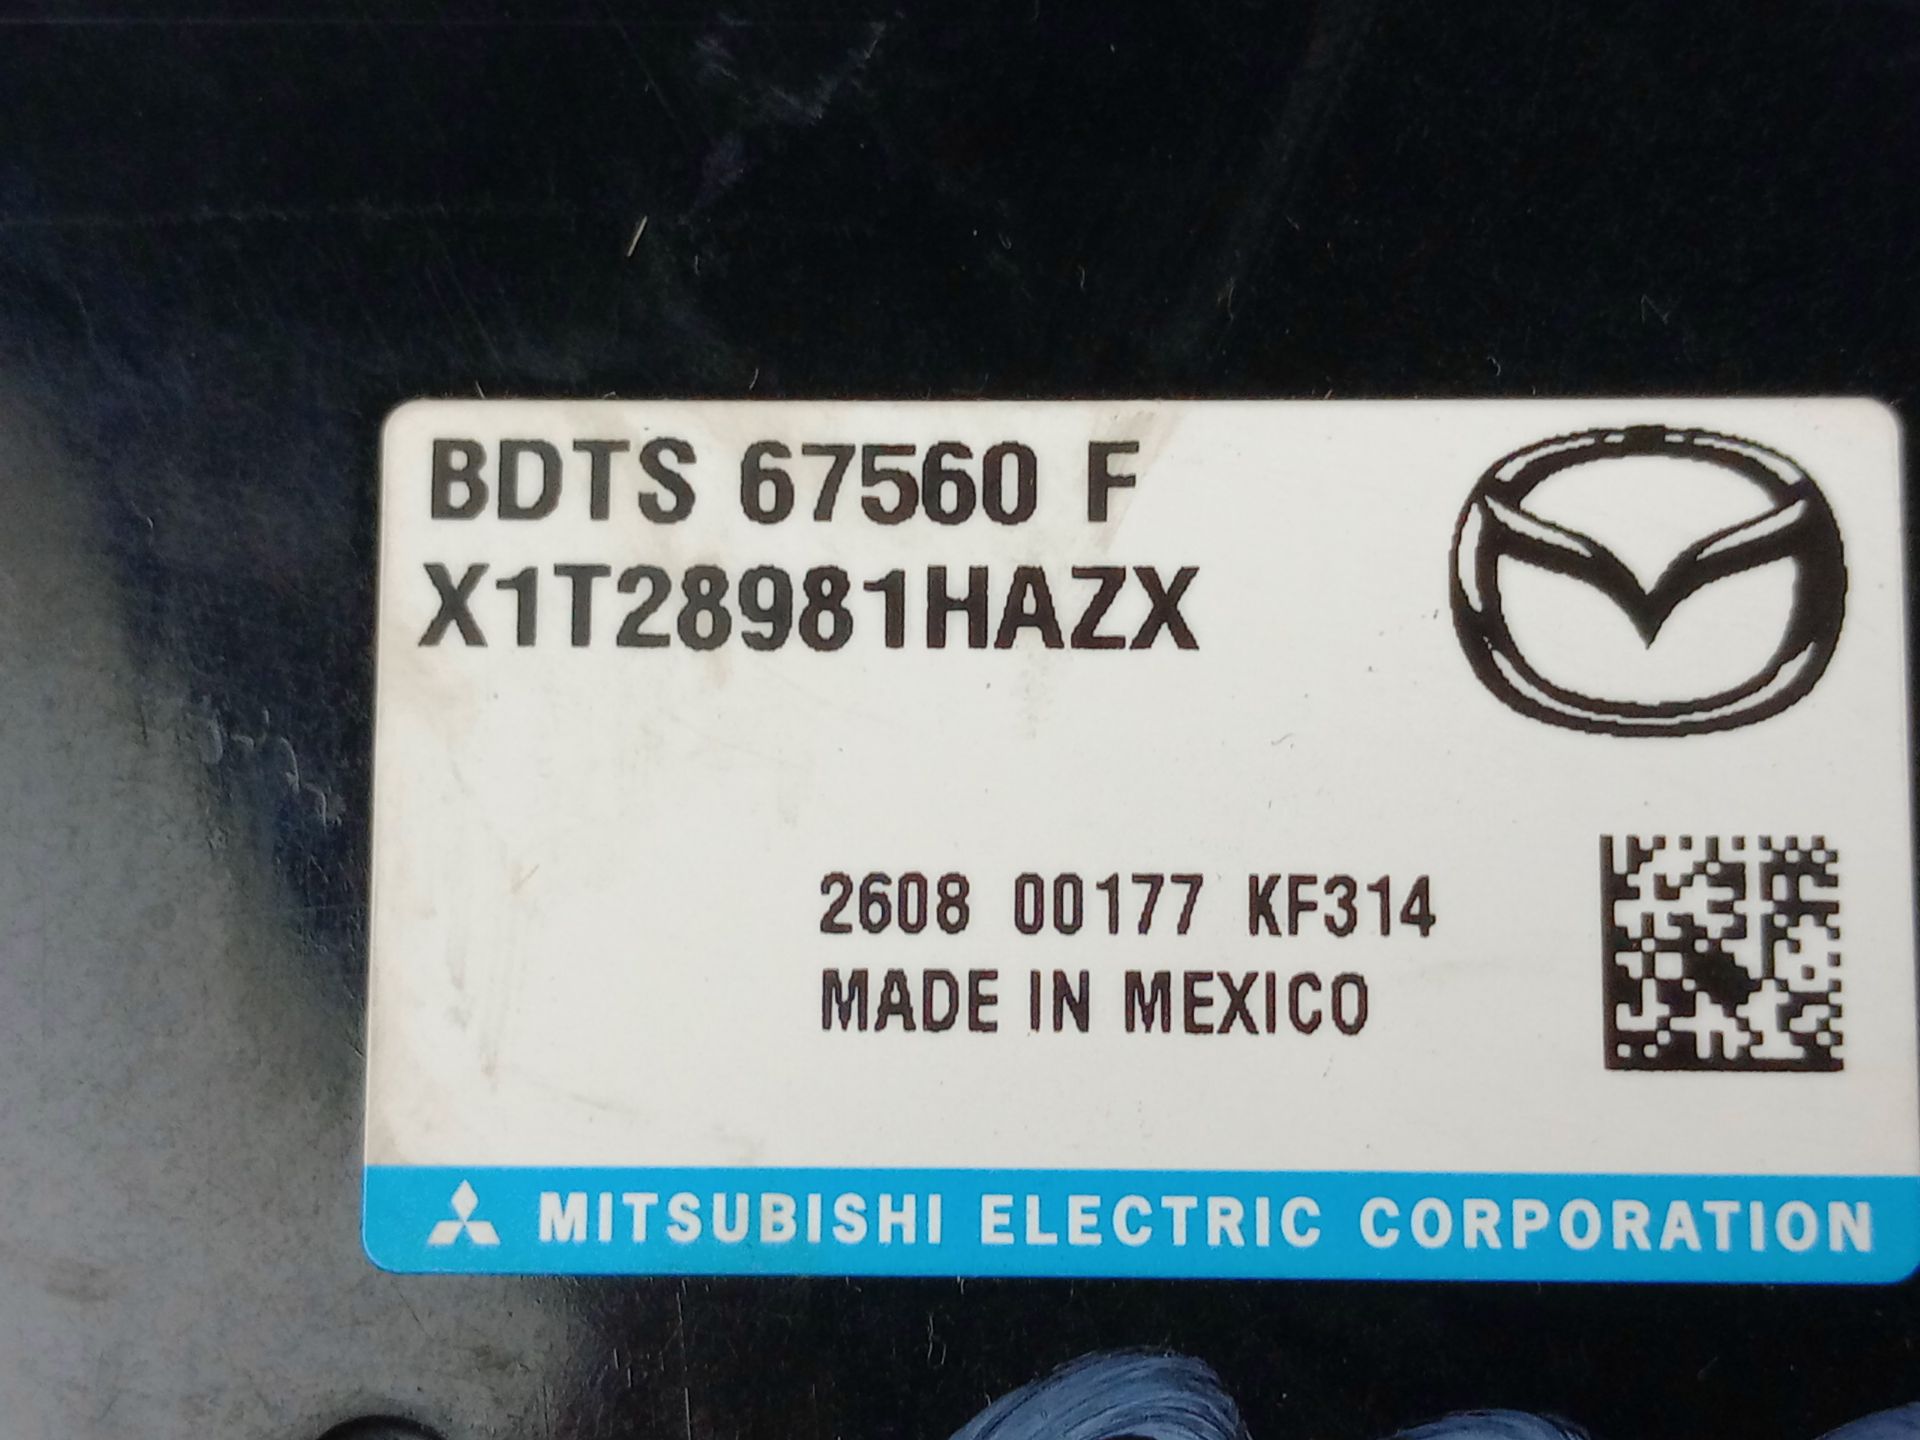 BDTS 67560 F
X1T28981HAZX
2608 00177 KF314
MADE IN MEXICO
MITSUBISHI ELECTRIC CORPORATION